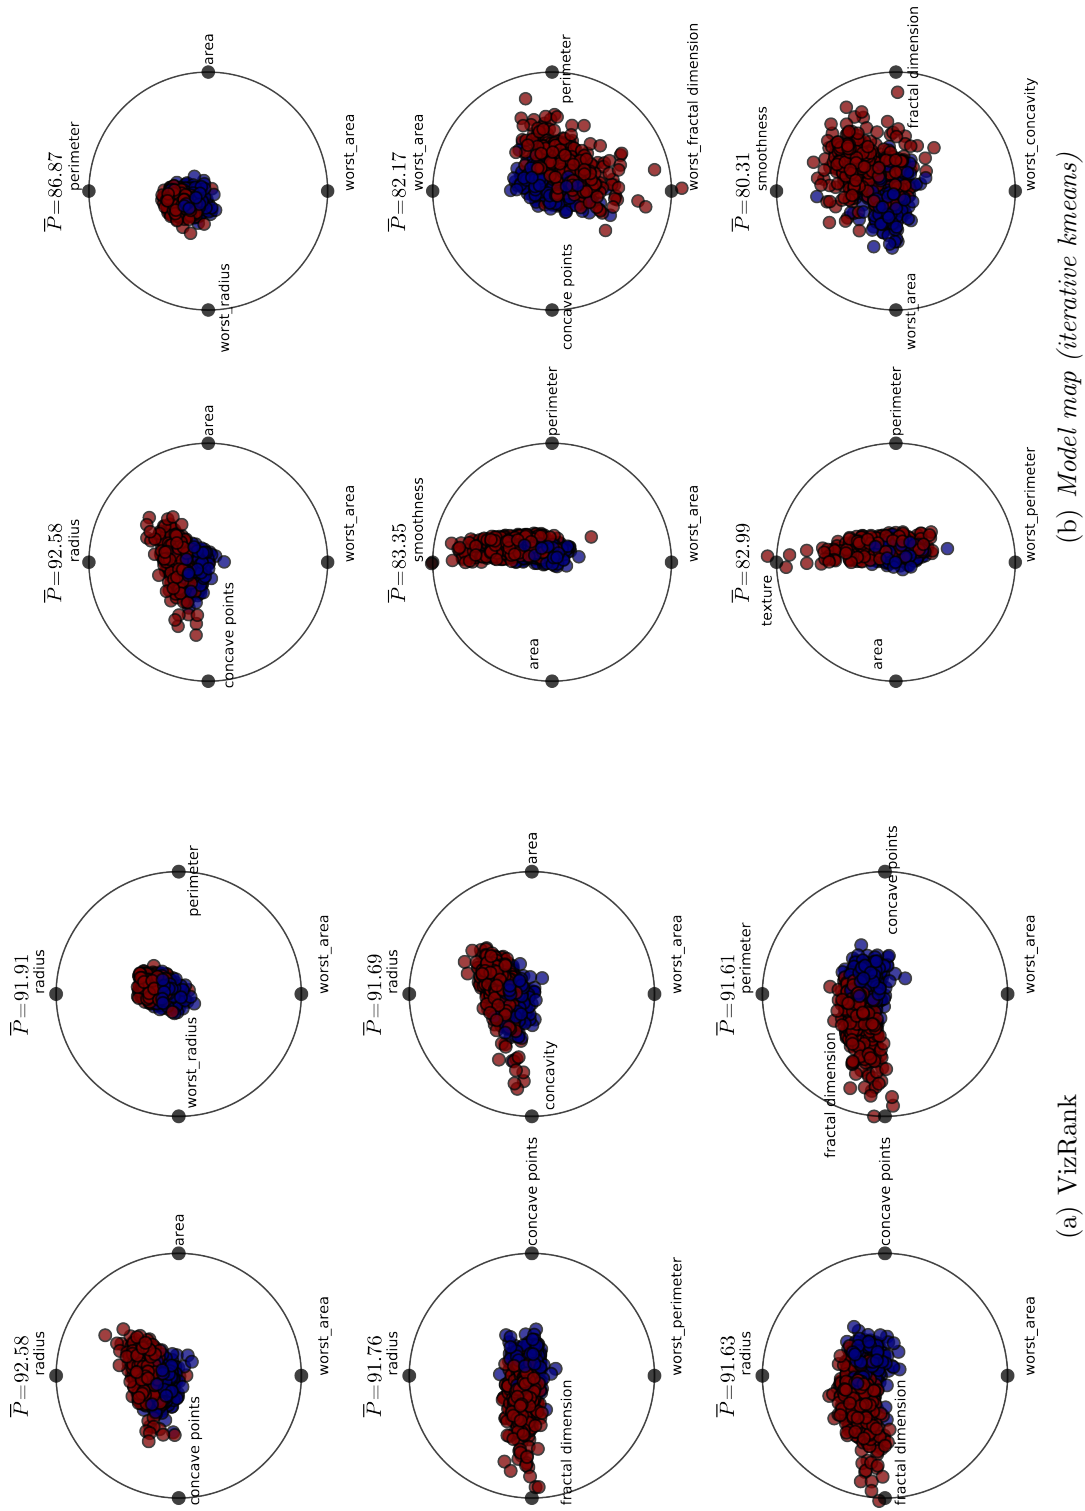 P̅=92.58
radius
area
concave points
worst_area
P̅=91.91
radius
perimeter
worst_radius
worst_area
P̅=91.76
radius
concave points
fractal dimension
worst_perimeter
P̅=91.69
radius
area
concavity
worst_area
P̅=91.63
radius
concave points
fractal dimension
worst_area
P̅=91.61
perimeter
fractal dimension
concave points
worst_area
(a) VizRank
P̅=92.58
radius
area
concave points
worst_area
P̅=86.87
perimeter
area
worst_radius
worst_area
P̅=83.35
smoothness
area
perimeter
worst_area
P̅=82.17
worst_area
perimeter
concave points
worst_fractal dimension
P̅=82.99
texture
area
perimeter
worst_perimeter
P̅=80.31
smoothness
worst_area
fractal dimension
worst_concavity
(b) Model map (iterative kmeans)